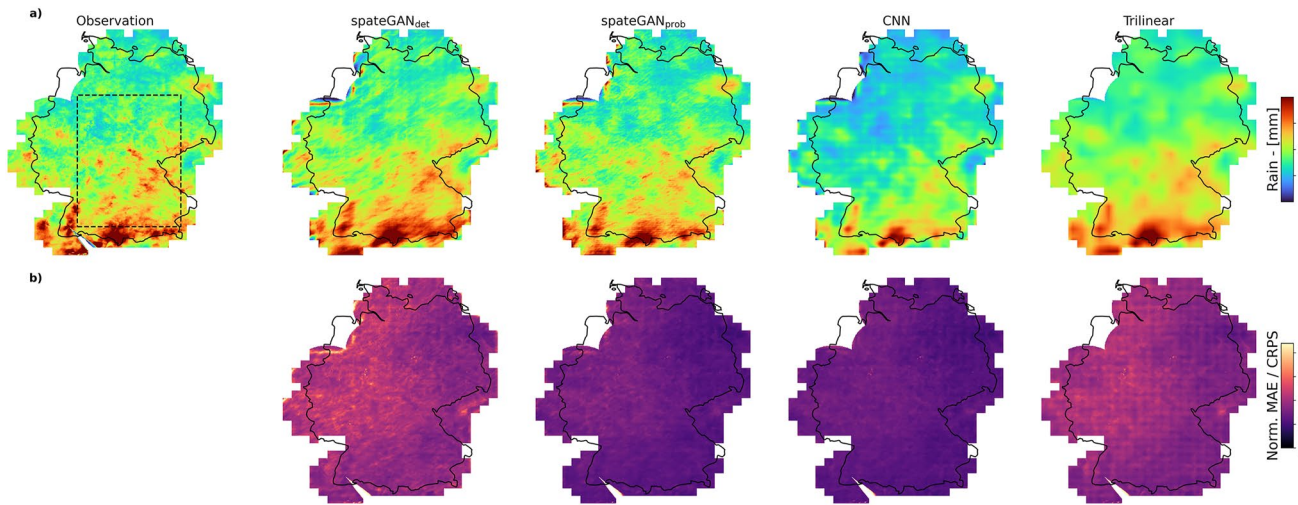 a)
Observation
spateGAN_det
spateGAN_prob
CNN
Trilinear
Rain - [mm]
b)
Norm. MAE / CRPS